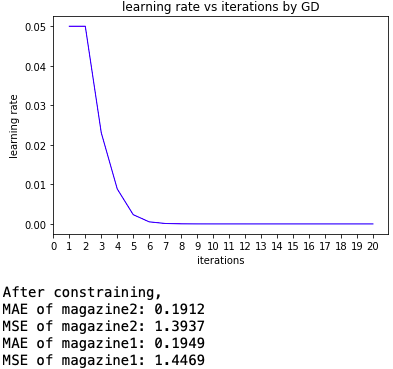 learning rate vs iterations by GD
0.05
0.04
0.03
0.02
0.01
0.00
learning rate
0 1 2 3 4 5 6 7 8 9 10 11 12 13 14 15 16 17 18 19 20
iterations
After constraining,
MAE of magazine2: 0.1912
MSE of magazine2: 1.3937
MAE of magazine1: 0.1949
MSE of magazine1: 1.4469